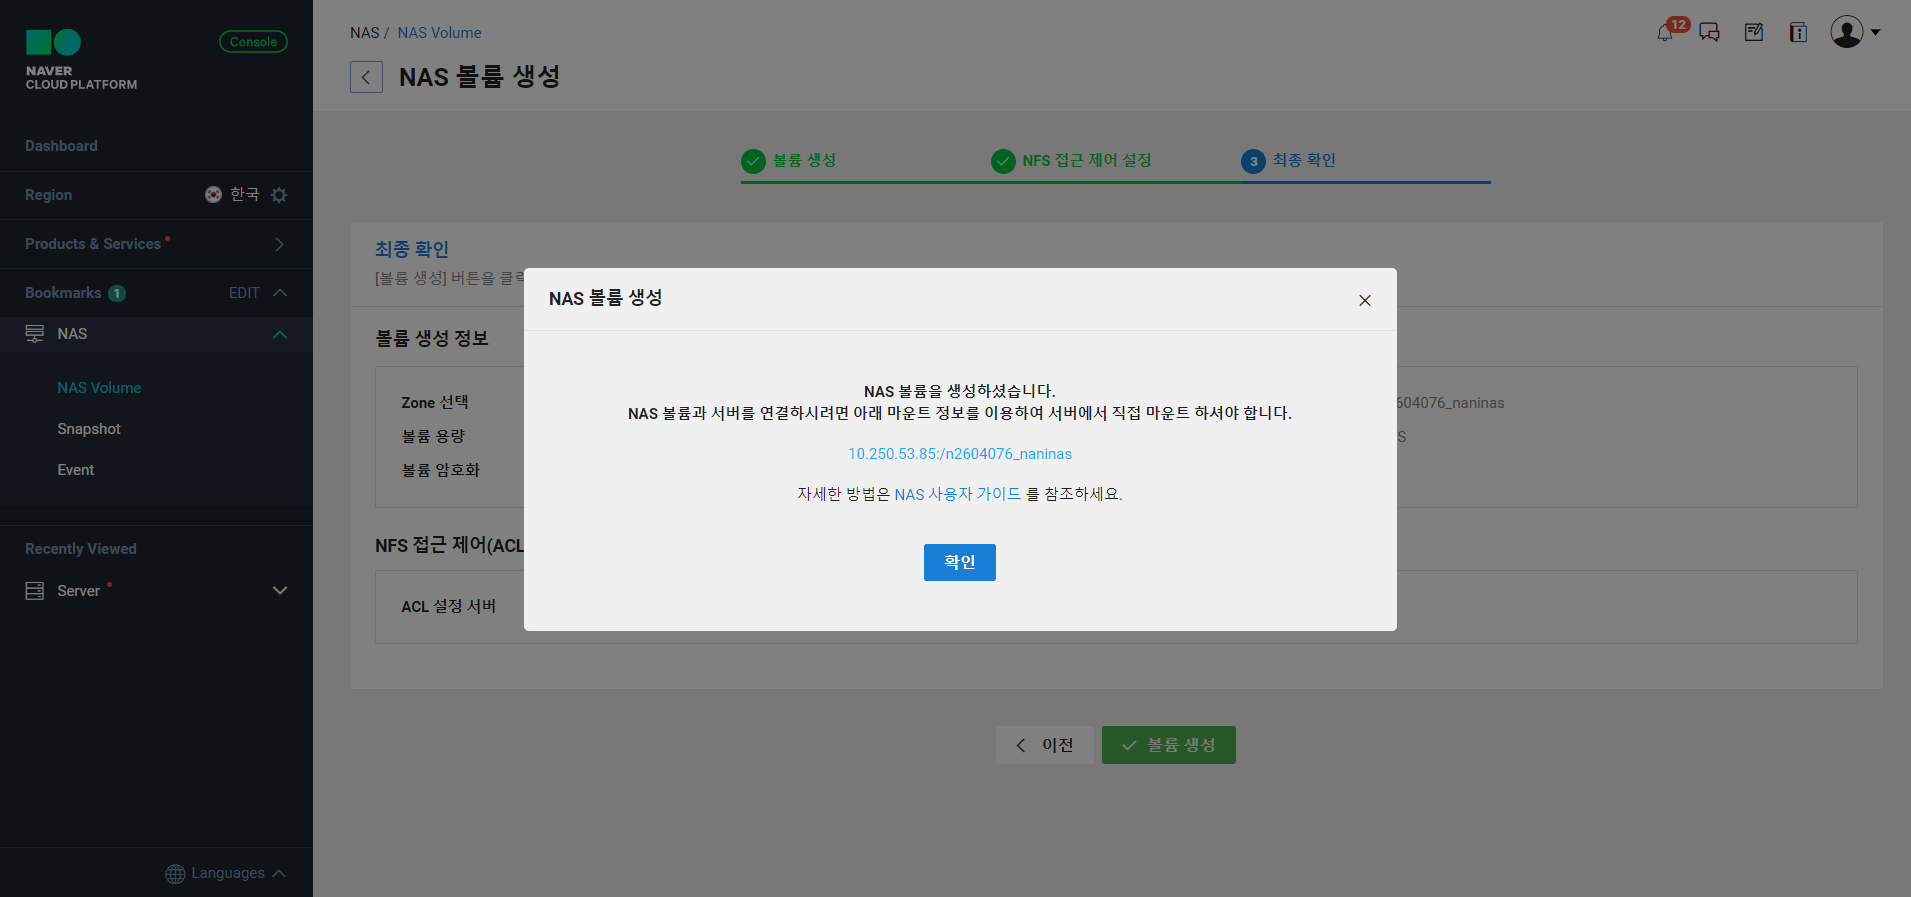 NAVER
CLOUD PLATFORM
Console
Dashboard
Region
한국
Products & Services
Bookmarks 1
EDIT
NAS
NAS Volume
Snapshot
Event
Recently Viewed
Server
Languages
NAS / NAS Volume
12
NAS 볼륨 생성
볼륨 생성
NFS 접근 제어 설정
3 최종 확인
최종 확인
[볼륨 생성] 버튼을 클릭
볼륨 생성 정보
Zone 선택
604076_naninas
볼륨 용량
S
볼륨 암호화
NFS 접근 제어(ACL
ACL 설정 서버
NAS 볼륨 생성
NAS 볼륨을 생성하셨습니다.
NAS 볼륨과 서버를 연결하시려면 아래 마운트 정보를 이용하여 서버에서 직접 마운트 하셔야 합니다.
10.250.53.85:/n2604076_naninas
자세한 방법은 NAS 사용자 가이드 를 참조하세요.
확인
이전
볼륨 생성